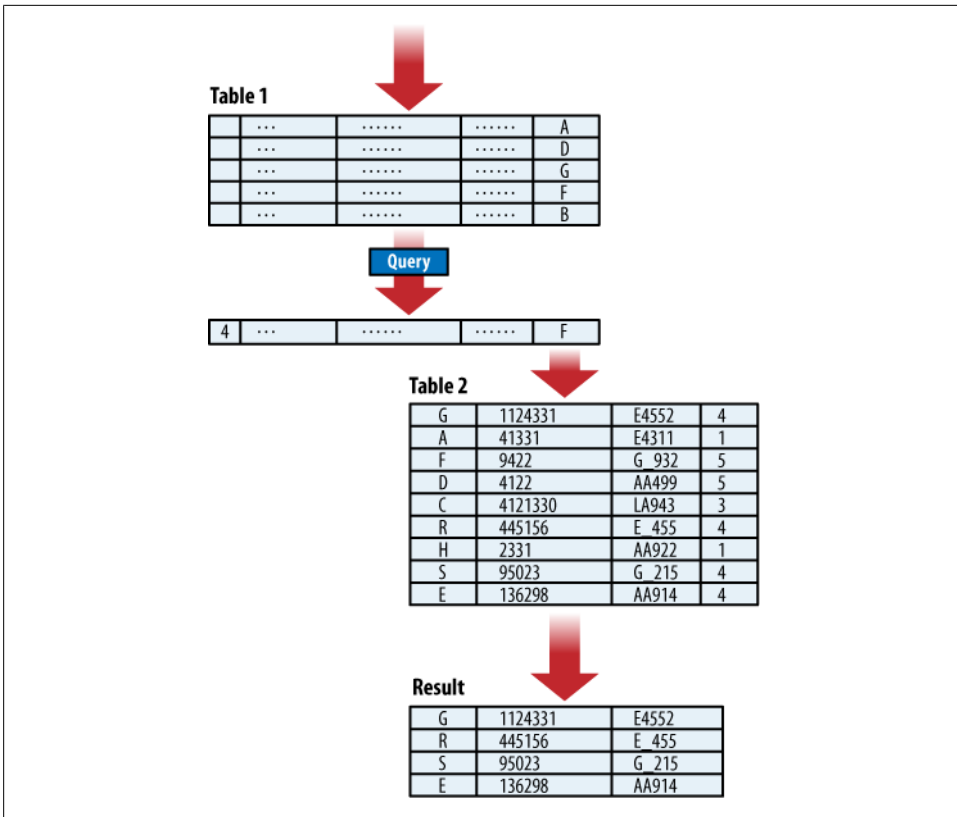 Table 1
... ...... ...... A
... ...... ...... D
... ...... ...... G
... ...... ...... F
... ...... ...... B
Query
4 ... ...... ...... F
Table 2
G 1124331 E4552 4
A 41331 E4311 1
F 9422 G_932 5
D 4122 AA499 5
C 4121330 LA943 3
R 445156 E_455 4
H 2331 AA922 1
S 95023 G_215 4
E 136298 AA914 4
Result
G 1124331 E4552
R 445156 E_455
S 95023 G_215
E 136298 AA914